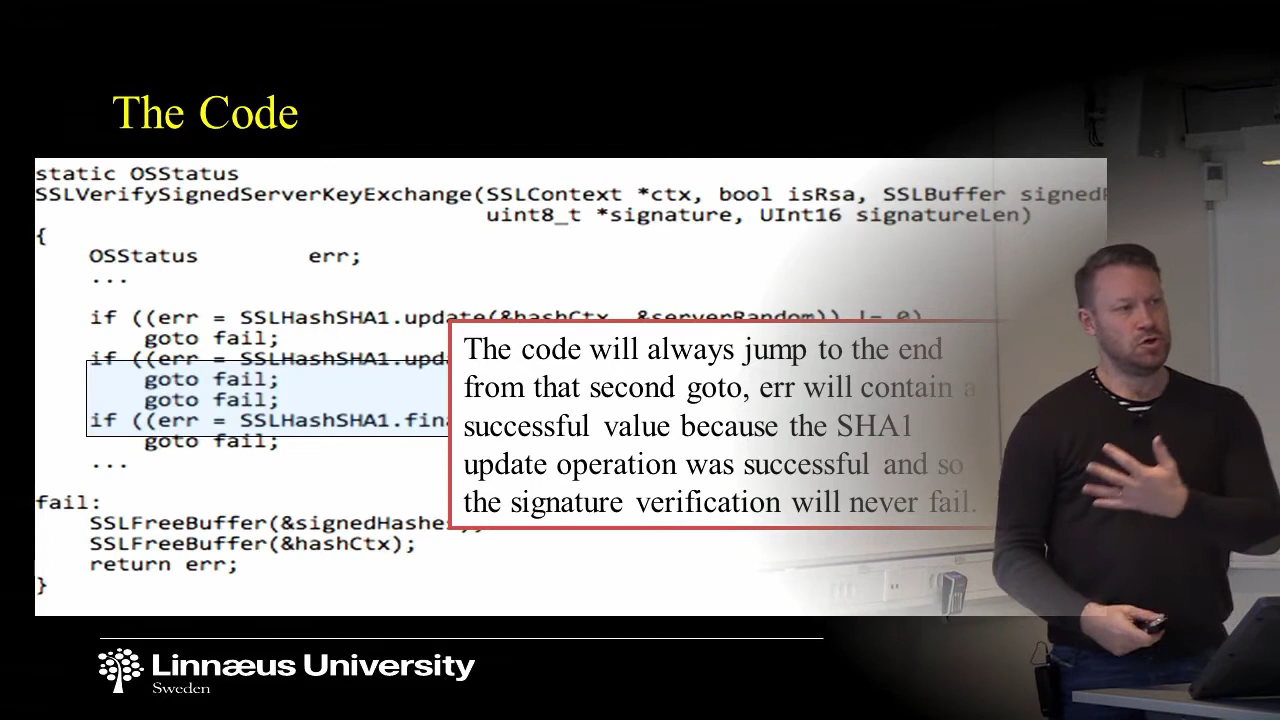 The Code
static OSStatus
SSLVerifySignedServerKeyExchange(SSLContext *ctx, bool isRsa, SSLBuffer
uint8_t *signature, UInt16 signatureLen)
{
OSStatus err;
...
if ((err = SSLHashSHA1.update(&hashCtx, &serverRandom)) != 0)
goto fail;
if ((err = SSLHashSHA1.upd
goto fail;
goto fail;
if ((err = SSLHashSHA1.fin
goto fail;
...
fail:
SSLFreeBuffer(&signedHashes);
SSLFreeBuffer(&hashCtx);
return err;
}
The code will always jump to the end
from that second goto, err will contain a
successful value because the SHA1
update operation was successful and so
the signature verification will never fail.
Linnæus University
Sweden